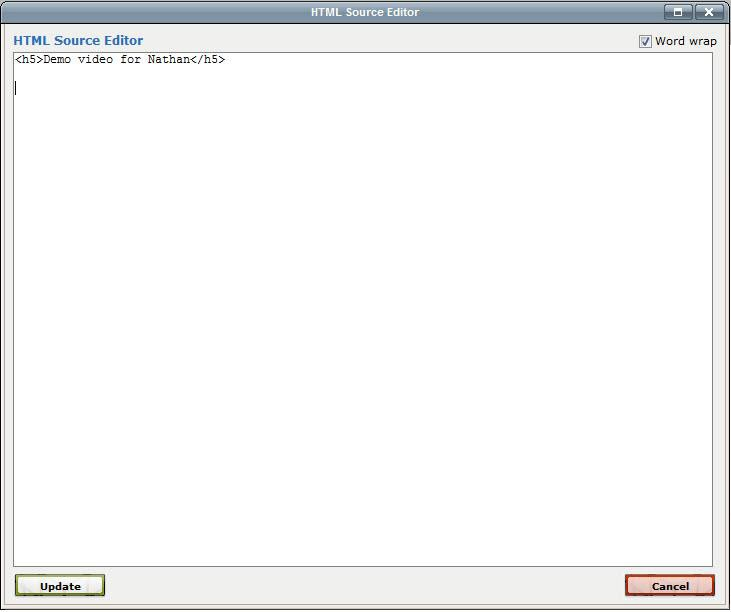 HTML Source Editor
HTML Source Editor
Word wrap
<h5>Demo video for Nathan</h5>
Update
Cancel